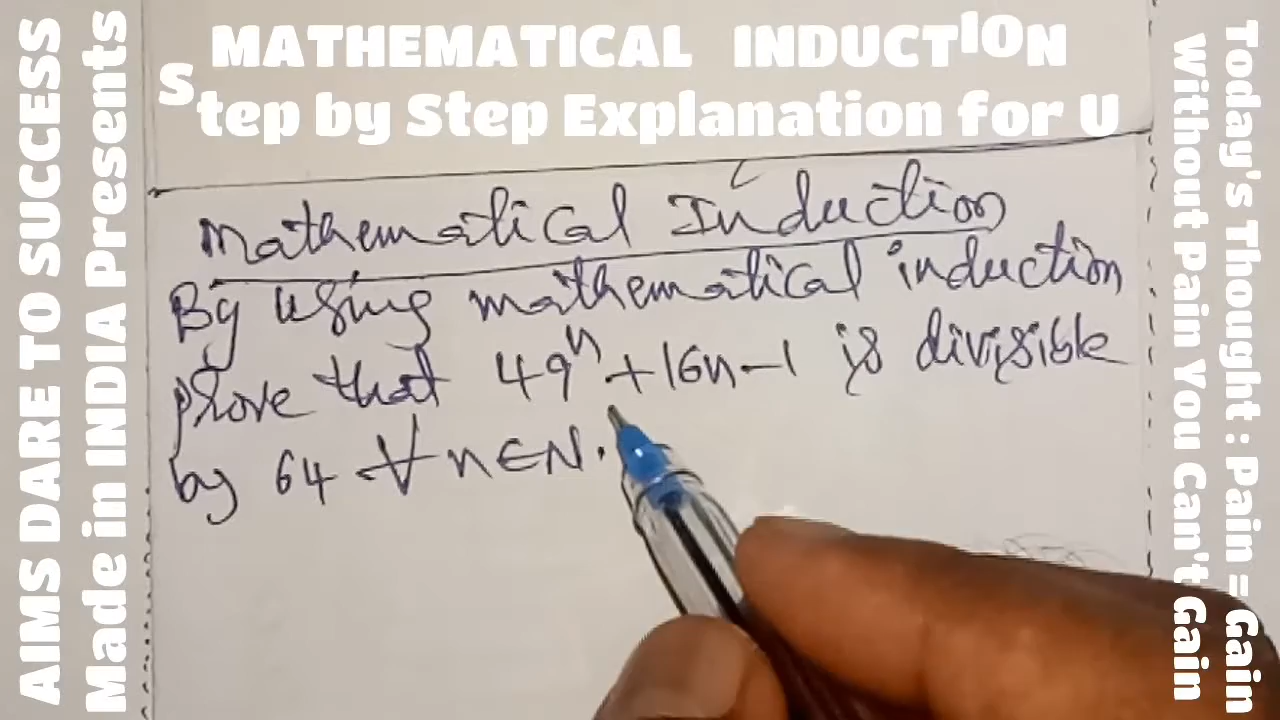 MATHEMATICAL INDUCTION
Step by Step Explanation for U
AIMS DARE TO SUCCESS
Made in INDIA Presents
Mathematical Induction
By using mathematical induction
prove that 49ⁿ+16n-1 is divisible
by 64 ∀ n∈N.
Today's Thought : Pain = Gain
Without Pain You Can't Gain